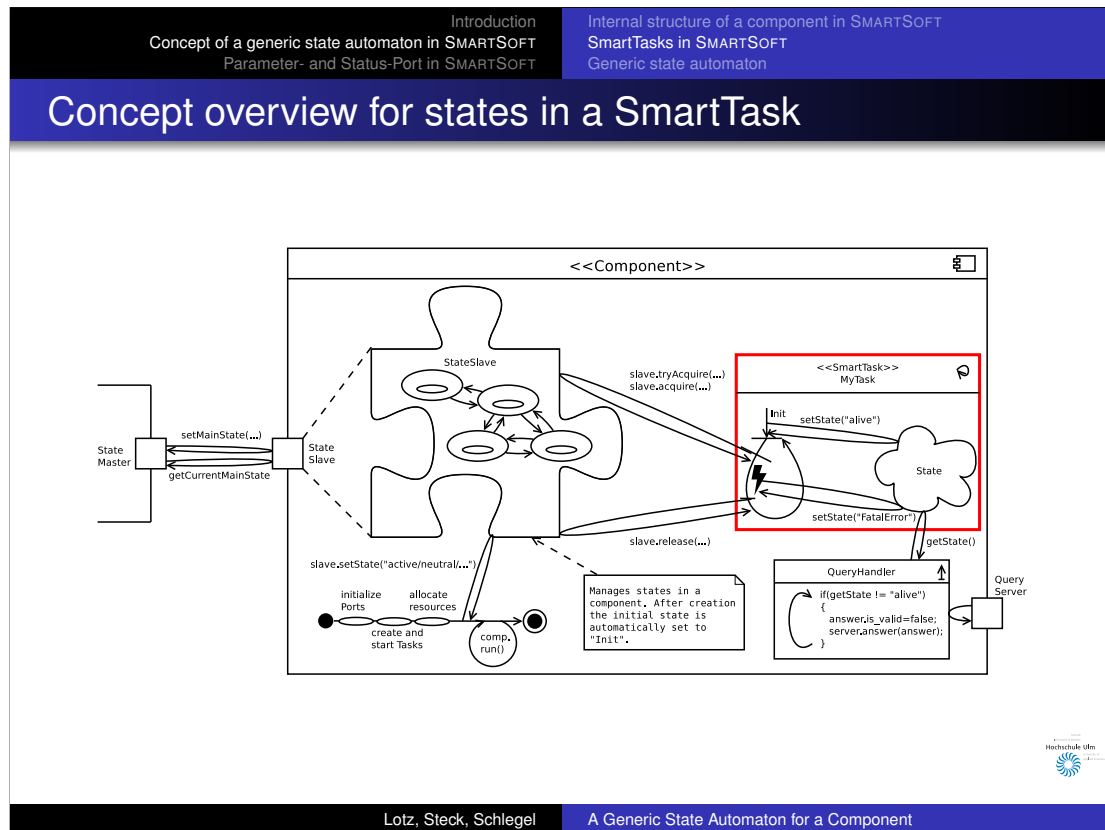 Introduction
Concept of a generic state automaton in SMARTSOFT
Parameter- and Status-Port in SMARTSOFT
Internal structure of a component in SMARTSOFT
SmartTasks in SMARTSOFT
Generic state automaton
Concept overview for states in a SmartTask
<<Component>>
StateSlave
slave.tryAcquire(...)
slave.acquire(...)
<<SmartTask>>
MyTask
Init
setState("alive")
State
setState("FatalError")
setMainState(...)
State
Master
getCurrentMainState
State
Slave
slave.release(...)
getState()
slave.setState("active/neutral/...")
initialize
Ports
allocate
resources
create and
start Tasks
comp.
run()
Manages states in a
component. After creation
the initial state is
automatically set to
"Init".
QueryHandler
if(getState != "alive")
{
answer.is_valid=false;
server.answer(answer);
}
Query
Server
Hochschule Ulm
Lotz, Steck, Schlegel
A Generic State Automaton for a Component